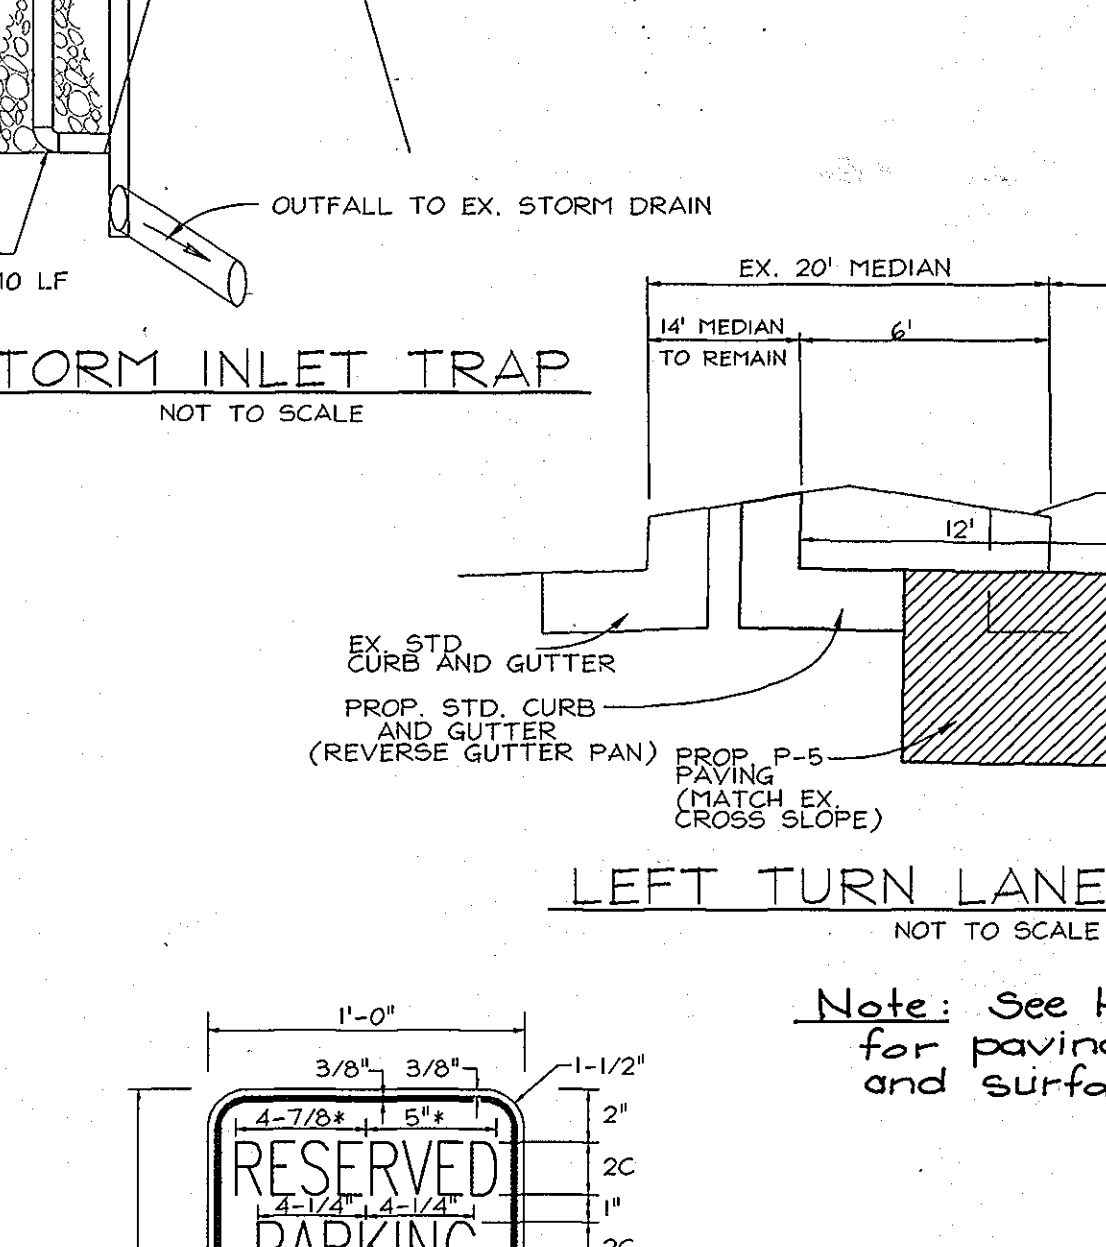 OUTFALL TO EX. STORM DRAIN
10 LF
TORM INLET TRAP
NOT TO SCALE
EX. 20' MEDIAN
14' MEDIAN
TO REMAIN
6'
12'
EX. STD
CURB AND GUTTER
PROP. STD. CURB
AND GUTTER
(REVERSE GUTTER PAN)
PROP. P-5
PAVING
(MATCH EX.
CROSS SLOPE)
LEFT TURN LANE
NOT TO SCALE
Note: See
for paving
and surfa
1'-0"
3/8" 3/8"
1-1/2"
4-7/8* 5"*
2"
RESERVED
2C
4-1/4" 4-1/4"
1"
PARKING
2C